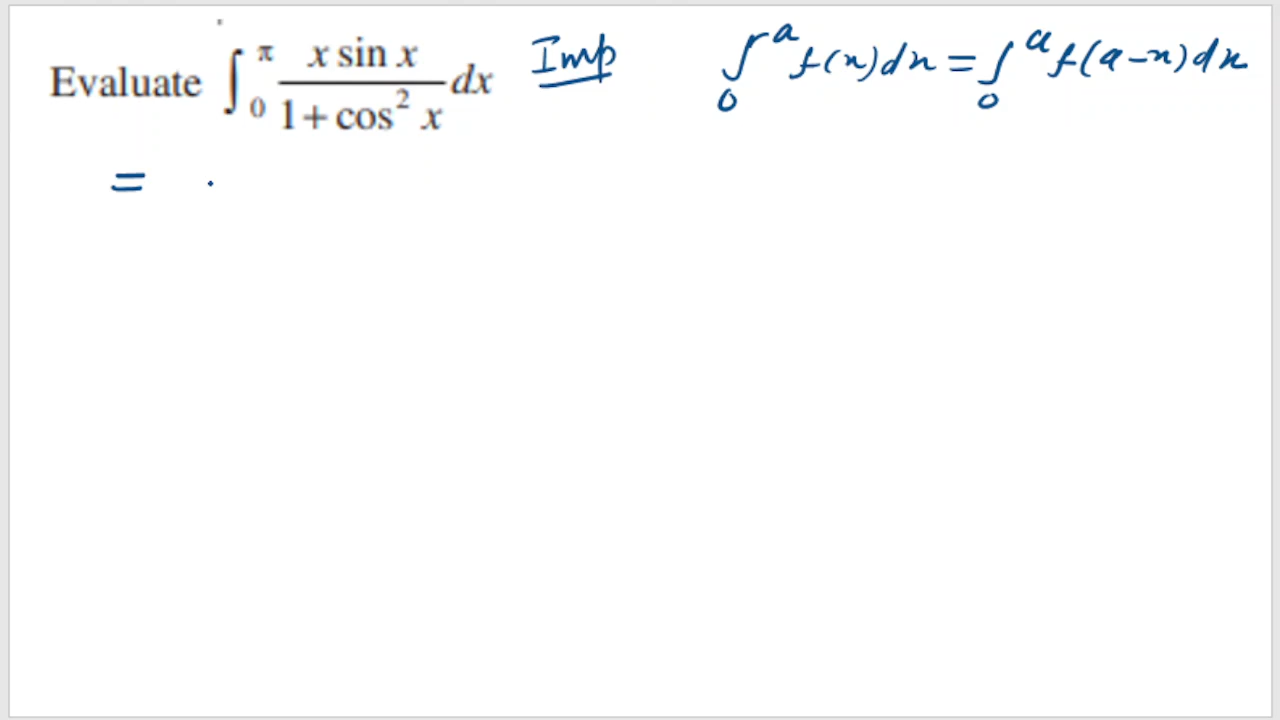 Evaluate ∫₀^π x sin x / (1 + cos² x) dx Imp ∫₀^a f(x)dx = ∫₀^a f(a-x)dx
=